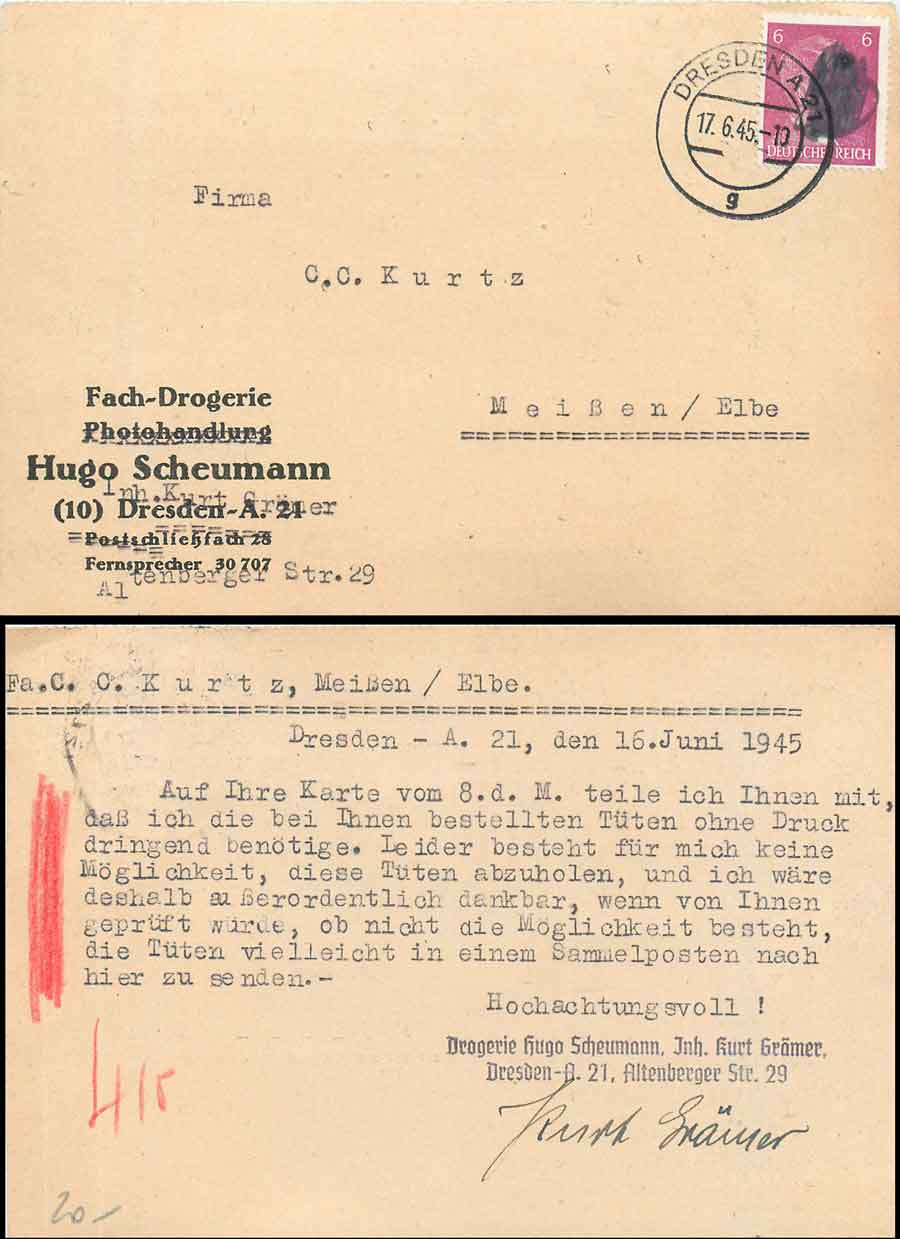 6 6
DEUTSCHES REICH
DRESDEN A 21
17. 6.45.-10
g
Firma
C.C. K u r t z
M e i ß e n / Elbe
=========================
Fach-Drogerie
Photohandlung
Hugo Scheumann
Inh. Kurt Grämer
(10) Dresden-A. 21
Postschließfach 28
Fernsprecher 30 707
Altenberger Str. 29
Fa.C. C. K u r t z, Meißen / Elbe.
=========================================================
Dresden - A. 21, den 16.Juni 1945
Auf Ihre Karte vom 8.d. M. teile ich Ihnen mit,
daß ich die bei Ihnen bestellten Tüten ohne Druck
dringend benötige. Leider besteht für mich keine
Möglichkeit, diese Tüten abzuholen, und ich wäre
deshalb außerordentlich dankbar, wenn von Ihnen
geprüft würde, ob nicht die Möglichkeit besteht,
die Tüten vielleicht in einem Sammelposten nach
hier zu senden.-
Hochachtungsvoll !
Drogerie Hugo Scheumann, Inh. Kurt Grämer,
Dresden-A. 21, Altenberger Str. 29
Kurt Grämer
20-